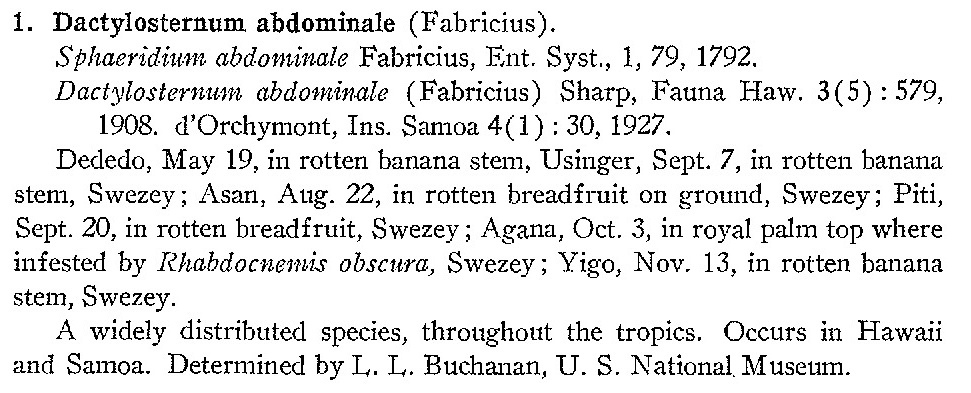 1. Dactylosternum abdominale (Fabricius).
Sphaeridium abdominale Fabricius, Ent. Syst., 1, 79, 1792.
Dactylosternum abdominale (Fabricius) Sharp, Fauna Haw. 3(5) : 579,
1908. d'Orchymont, Ins. Samoa 4(1) : 30, 1927.
Dededo, May 19, in rotten banana stem, Usinger, Sept. 7, in rotten banana
stem, Swezey; Asan, Aug. 22, in rotten breadfruit on ground, Swezey; Piti,
Sept. 20, in rotten breadfruit, Swezey; Agana, Oct. 3, in royal palm top where
infested by Rhabdocnemis obscura, Swezey; Yigo, Nov. 13, in rotten banana
stem, Swezey.
A widely distributed species, throughout the tropics. Occurs in Hawaii
and Samoa. Determined by L. L. Buchanan, U. S. National Museum.